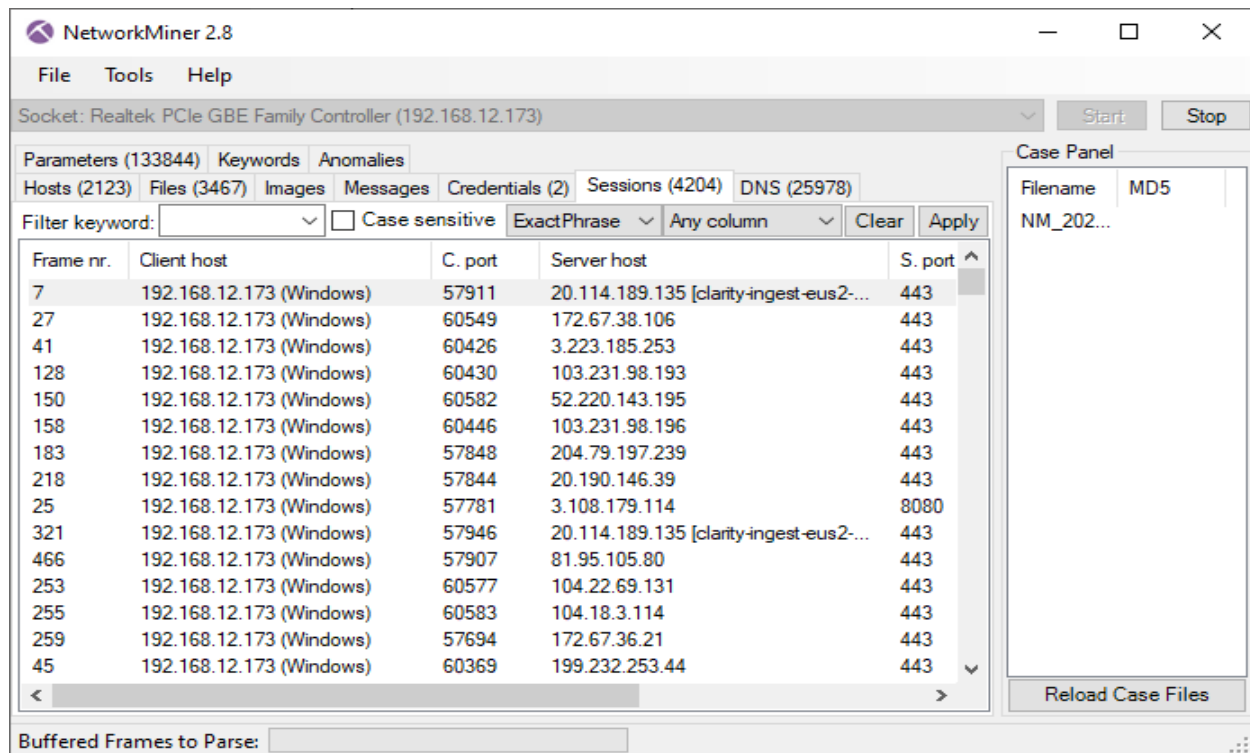 NetworkMiner 2.8
File Tools Help
Socket: Realtek PCIe GBE Family Controller (192.168.12.173) Start Stop
Parameters (133844) Keywords Anomalies
Hosts (2123) Files (3467) Images Messages Credentials (2) Sessions (4204) DNS (25978)
Filter keyword: Case sensitive ExactPhrase Any column Clear Apply
Frame nr. Client host C. port Server host S. port
7 192.168.12.173 (Windows) 57911 20.114.189.135 [clarity-ingest-eus2-... 443
27 192.168.12.173 (Windows) 60549 172.67.38.106 443
41 192.168.12.173 (Windows) 60426 3.223.185.253 443
128 192.168.12.173 (Windows) 60430 103.231.98.193 443
150 192.168.12.173 (Windows) 60582 52.220.143.195 443
158 192.168.12.173 (Windows) 60446 103.231.98.196 443
183 192.168.12.173 (Windows) 57848 204.79.197.239 443
218 192.168.12.173 (Windows) 57844 20.190.146.39 443
25 192.168.12.173 (Windows) 57781 3.108.179.114 8080
321 192.168.12.173 (Windows) 57946 20.114.189.135 [clarity-ingest-eus2-... 443
466 192.168.12.173 (Windows) 57907 81.95.105.80 443
253 192.168.12.173 (Windows) 60577 104.22.69.131 443
255 192.168.12.173 (Windows) 60583 104.18.3.114 443
259 192.168.12.173 (Windows) 57694 172.67.36.21 443
45 192.168.12.173 (Windows) 60369 199.232.253.44 443
Case Panel
Filename MD5
NM_202...
Reload Case Files
Buffered Frames to Parse: